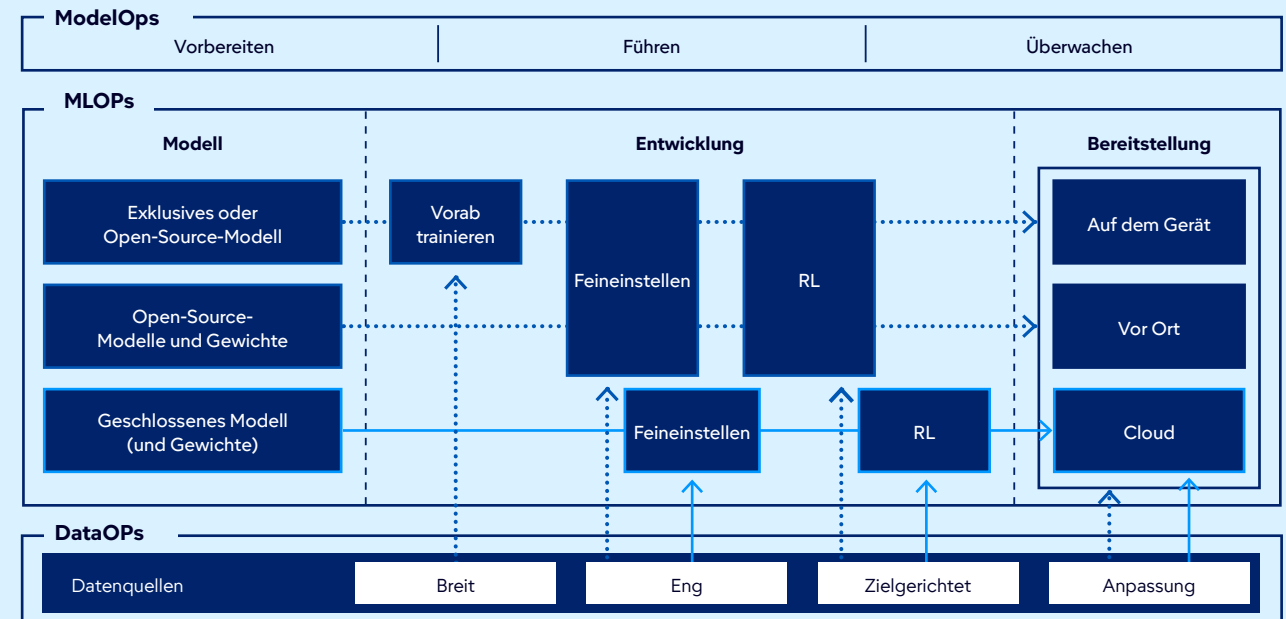 ModelOps
Vorbereiten
Führen
Überwachen
MLOPs
Modell
Entwicklung
Bereitstellung
Exklusives oder
Open-Source-Modell
Vorab
trainieren
Feineinstellen
RL
Auf dem Gerät
Open-Source-
Modelle und Gewichte
Vor Ort
Geschlossenes Modell
(und Gewichte)
Feineinstellen
RL
Cloud
DataOPs
Datenquellen
Breit
Eng
Zielgerichtet
Anpassung